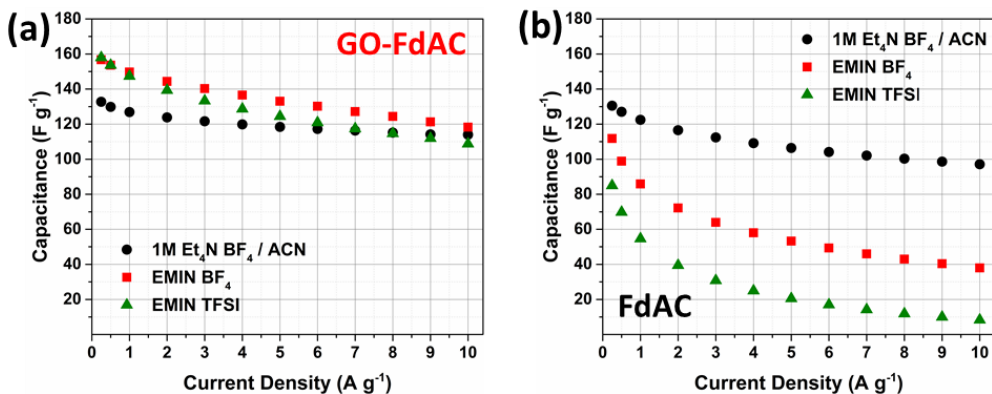 (a)
GO-FdAC
Capacitance (F g⁻¹)
180
160
140
120
100
80
60
40
20
1M Et₄N BF₄ / ACN
EMIN BF₄
EMIN TFSI
0 1 2 3 4 5 6 7 8 9 10
Current Density (A g⁻¹)
(b)
Capacitance (F g⁻¹)
180
160
140
120
100
80
60
40
20
1M Et₄N BF₄ / ACN
EMIN BF₄
EMIN TFSI
FdAC
0 1 2 3 4 5 6 7 8 9 10
Current Density (A g⁻¹)